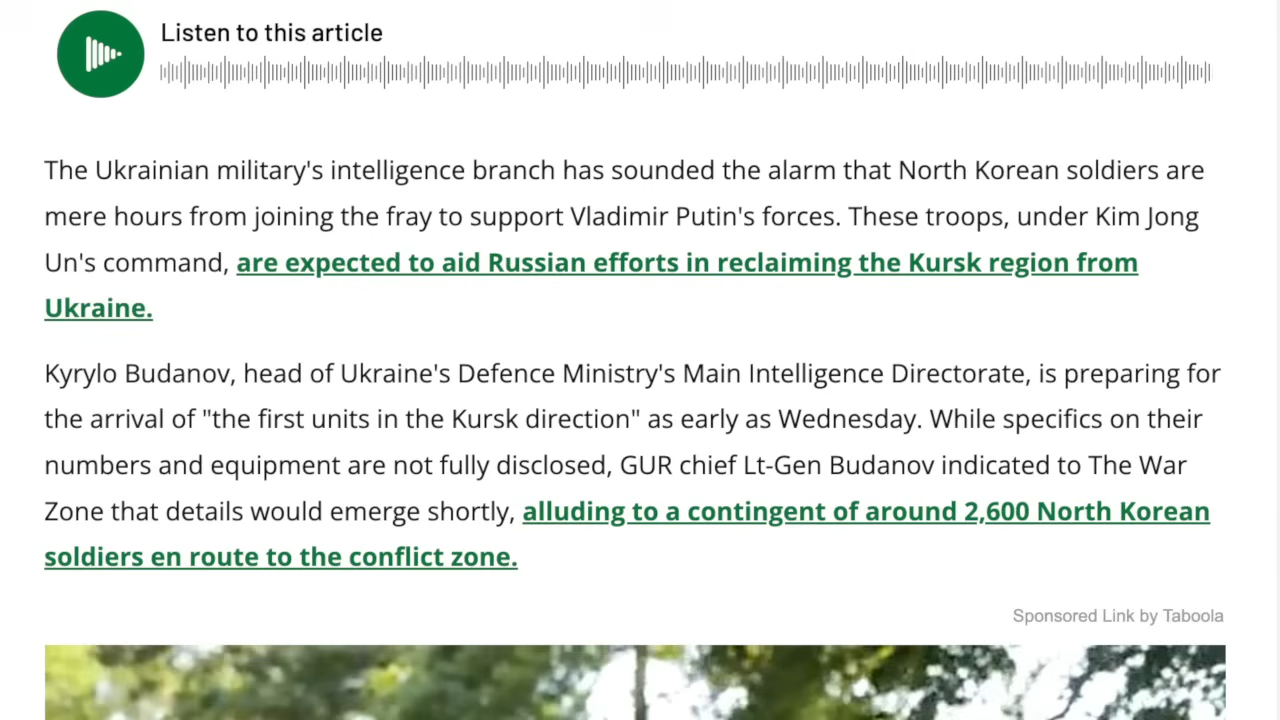 Listen to this article
The Ukrainian military's intelligence branch has sounded the alarm that North Korean soldiers are
mere hours from joining the fray to support Vladimir Putin's forces. These troops, under Kim Jong
Un's command, are expected to aid Russian efforts in reclaiming the Kursk region from
Ukraine.
Kyrylo Budanov, head of Ukraine's Defence Ministry's Main Intelligence Directorate, is preparing for
the arrival of "the first units in the Kursk direction" as early as Wednesday. While specifics on their
numbers and equipment are not fully disclosed, GUR chief Lt-Gen Budanov indicated to The War
Zone that details would emerge shortly, alluding to a contingent of around 2,600 North Korean
soldiers en route to the conflict zone.
Sponsored Link by Taboola